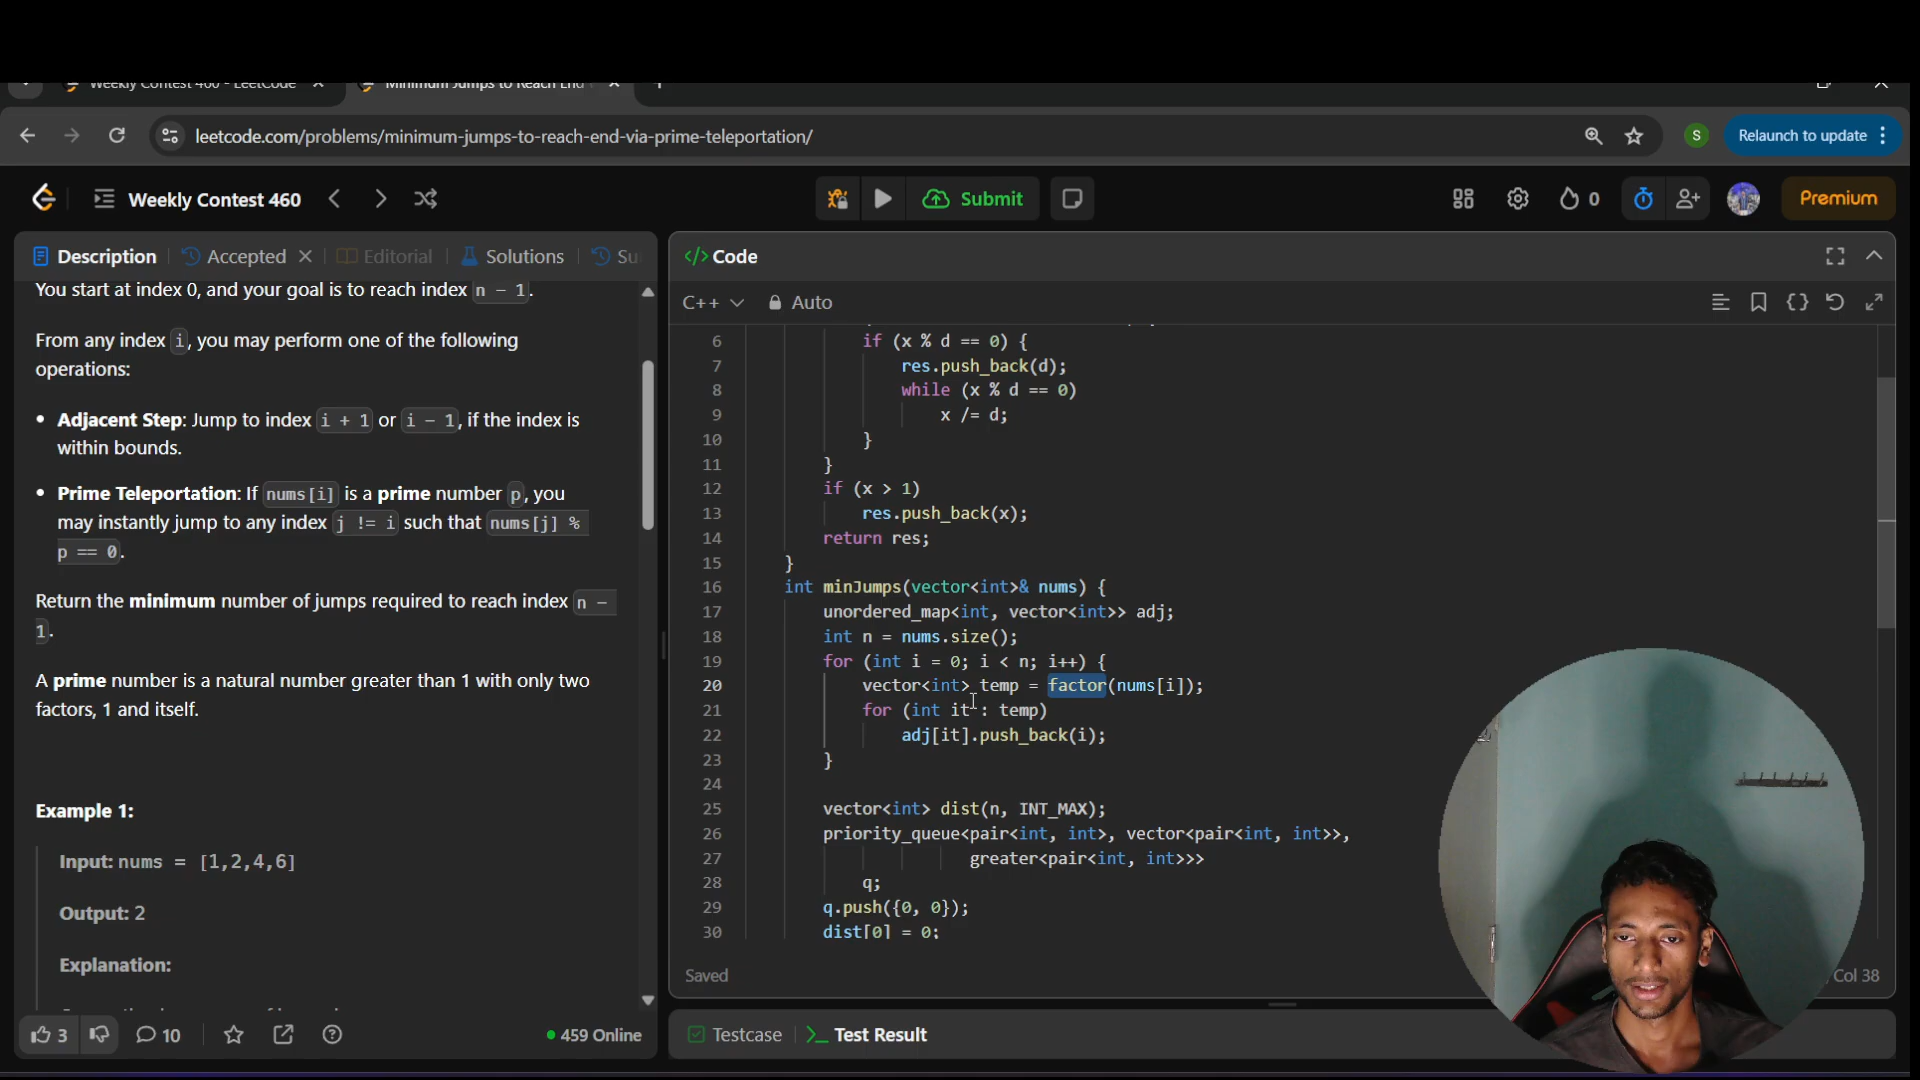 Weekly Contest 460 - LeetCode
Minimum Jumps to Reach End
leetcode.com/problems/minimum-jumps-to-reach-end-via-prime-teleportation/
S
Relaunch to update
Weekly Contest 460
Submit
0
Premium
Description
Accepted
Editorial
Solutions
Su
You start at index 0, and your goal is to reach index n - 1.
From any index i, you may perform one of the following
operations:
• Adjacent Step: Jump to index i + 1 or i - 1, if the index is
within bounds.
• Prime Teleportation: If nums[i] is a prime number p, you
may instantly jump to any index j != i such that nums[j] %
p == 0.
Return the minimum number of jumps required to reach index n -
1.
A prime number is a natural number greater than 1 with only two
factors, 1 and itself.
Example 1:
Input: nums = [1,2,4,6]
Output: 2
Explanation:
3
10
459 Online
</> Code
C++
Auto
6 if (x % d == 0) {
7 res.push_back(d);
8 while (x % d == 0)
9 x /= d;
10 }
11 }
12 if (x > 1)
13 res.push_back(x);
14 return res;
15 }
16 int minJumps(vector<int>& nums) {
17 unordered_map<int, vector<int>> adj;
18 int n = nums.size();
19 for (int i = 0; i < n; i++) {
20 vector<int> temp = factor(nums[i]);
21 for (int it : temp)
22 adj[it].push_back(i);
23 }
24
25 vector<int> dist(n, INT_MAX);
26 priority_queue<pair<int, int>, vector<pair<int, int>>,
27 greater<pair<int, int>>>
28 q;
29 q.push({0, 0});
30 dist[0] = 0;
Saved
Col 38
Testcase
Test Result